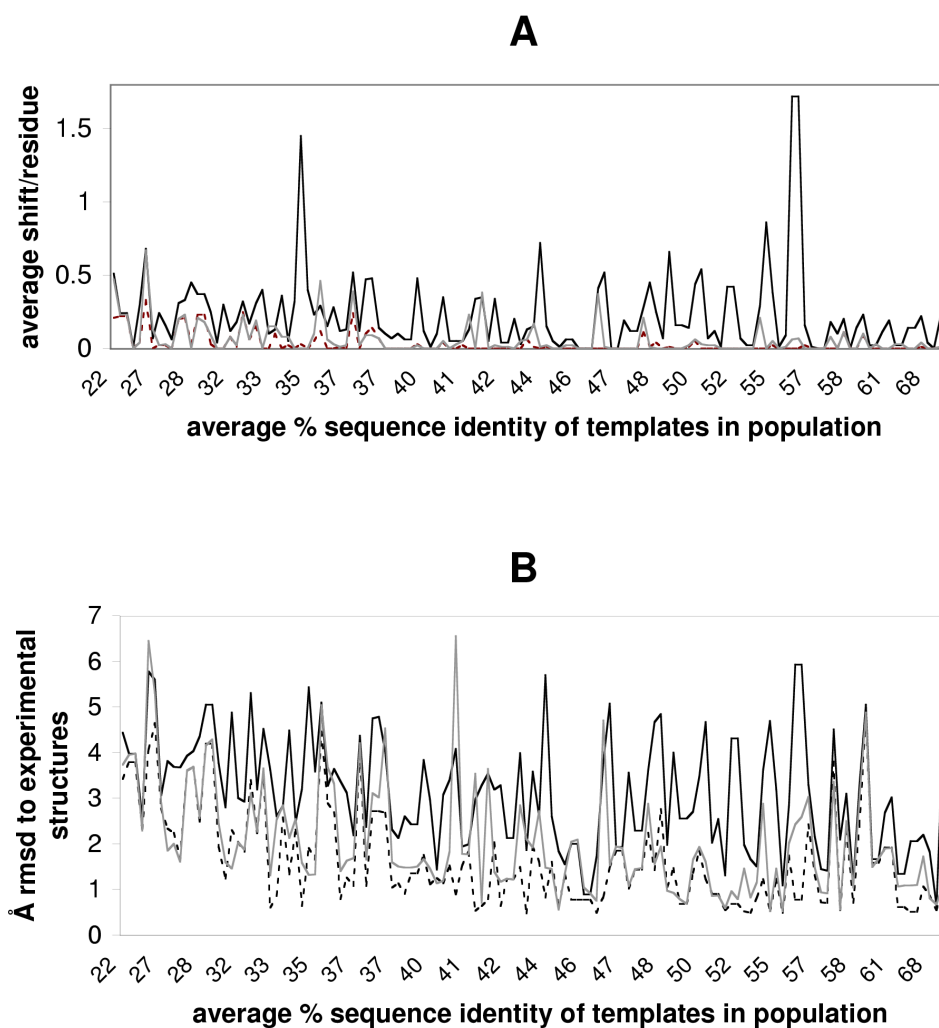 A
average shift/residue
1.5
1
0.5
0
22 27 28 32 33 35 37 37 40 41 42 44 46 47 48 50 52 55 57 58 61 68
average % sequence identity of templates in population
B
Å rmsd to experimental
structures
7
6
5
4
3
2
1
0
22 27 28 32 33 35 37 37 40 41 42 44 46 47 48 50 52 55 57 58 61 68
average % sequence identity of templates in population